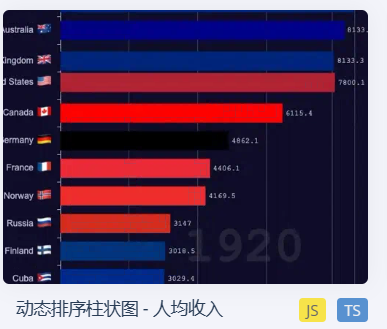 Australia 8133.
Kingdom 8133.3
d States 7800.1
Canada 6115.4
ermany 4862.1
France 4406.1
Norway 4169.5
Russia 3147
Finland 3018.5
Cuba 3029.4
1920
动态排序柱状图 - 人均收入
JS TS